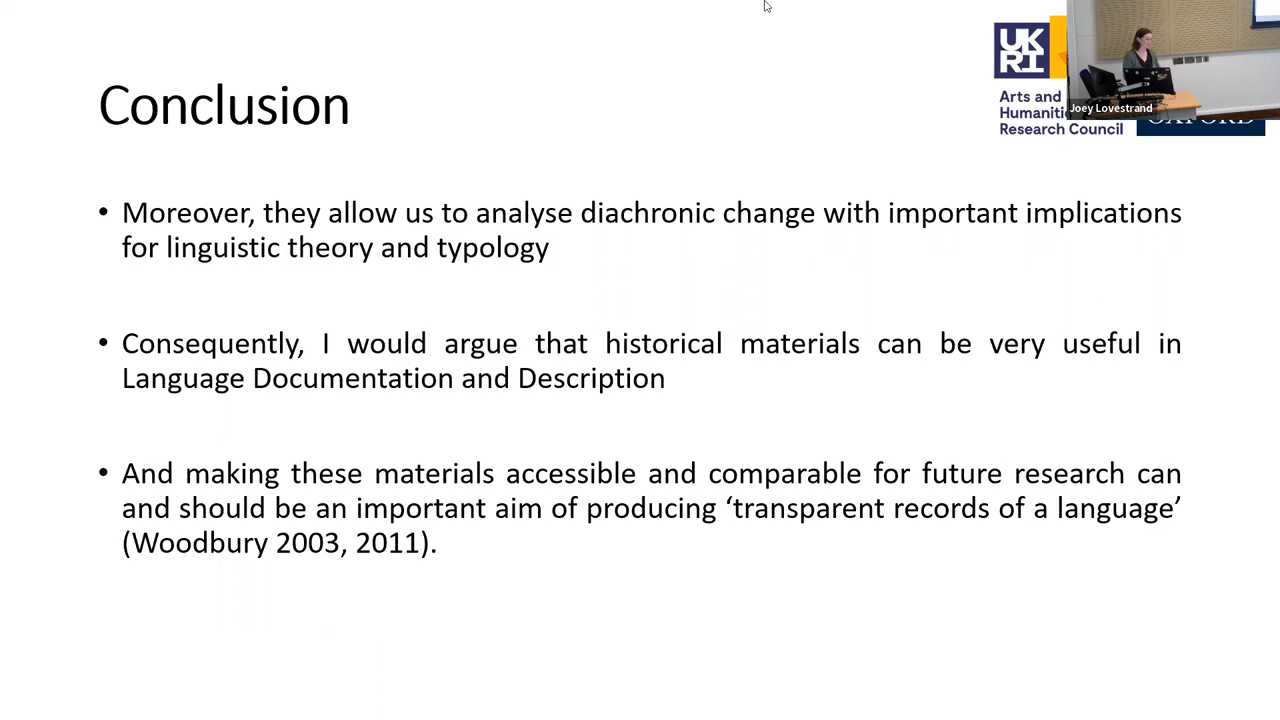 Conclusion
UK
RI
Arts and
Humaniti
Research Council
Joey Lovestrand
OXFORD
• Moreover, they allow us to analyse diachronic change with important implications
for linguistic theory and typology
• Consequently, I would argue that historical materials can be very useful in
Language Documentation and Description
• And making these materials accessible and comparable for future research can
and should be an important aim of producing ‘transparent records of a language’
(Woodbury 2003, 2011).